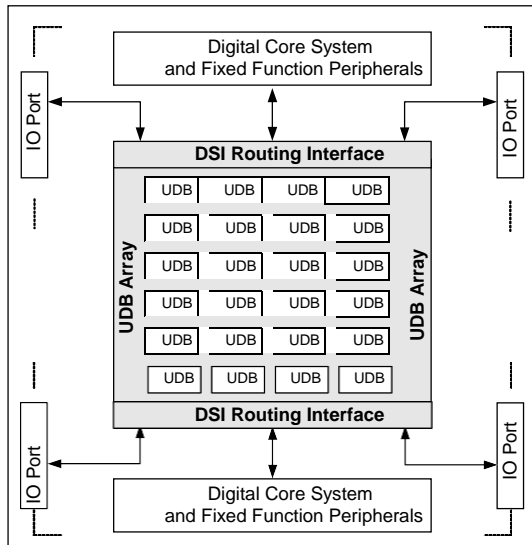 Digital Core System
and Fixed Function Peripherals
IO Port
IO Port
DSI Routing Interface
UDB Array
UDB Array
UDB UDB UDB UDB
UDB UDB UDB UDB
UDB UDB UDB UDB
UDB UDB UDB UDB
UDB UDB UDB UDB
UDB UDB UDB UDB
DSI Routing Interface
IO Port
IO Port
Digital Core System
and Fixed Function Peripherals